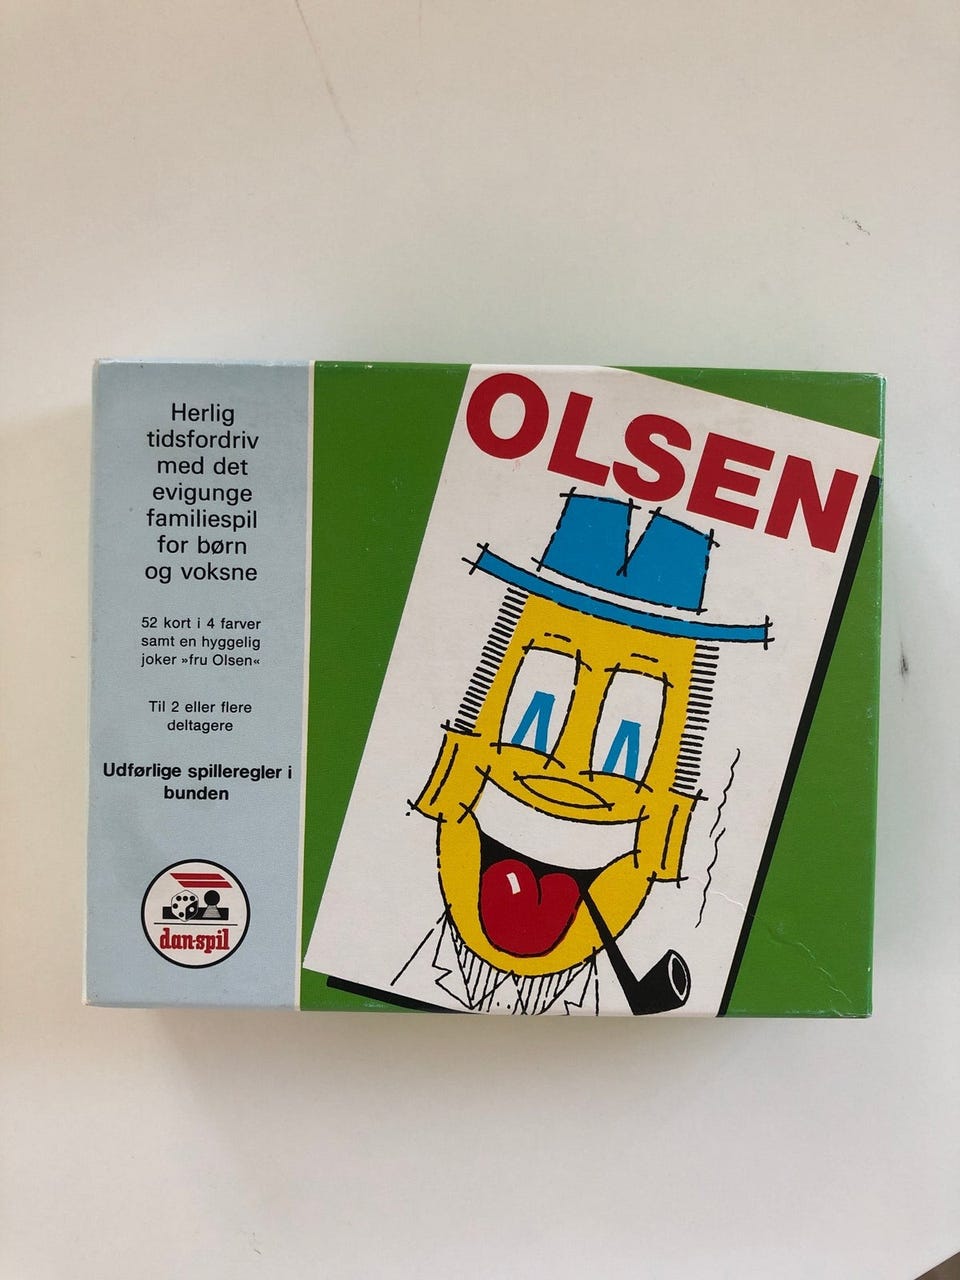 Herlig
tidsfordriv
med det
evigunge
familiespil
for børn
og voksne
52 kort i 4 farver
samt en hyggelig
joker »fru Olsen«
Til 2 eller flere
deltagere
Udførlige spilleregler i
bunden
dan-spil
OLSEN